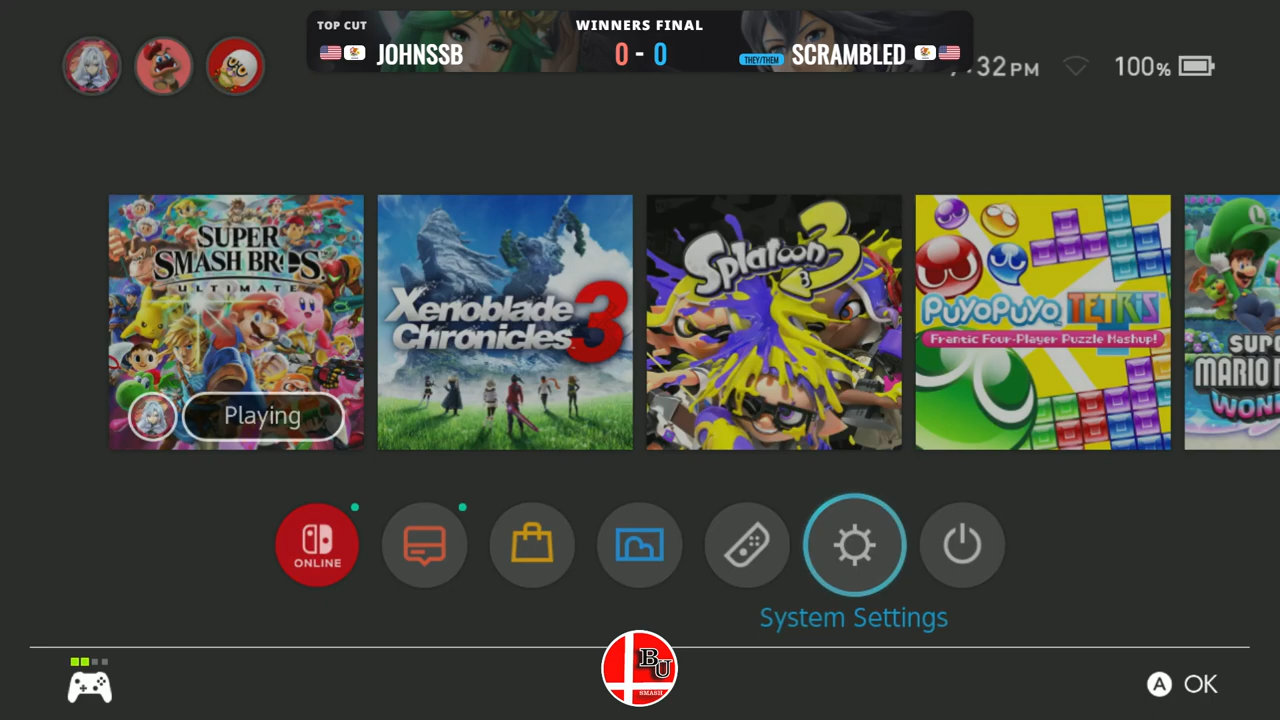 TOP CUT
WINNERS FINAL
JOHNSSB
0 - 0
THEY/THEM
SCRAMBLED
32 PM
100%
SUPER
SMASH BROS.
ULTIMATE
Playing
Xenoblade
Chronicles 3
Splatoon 3
PUYOPUYO TETRIS
Frantic Four-Player Puzzle Mashup!
MARIO
ONLINE
System Settings
BU
SMASH
A OK